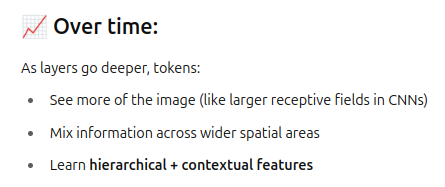 📈 Over time:
As layers go deeper, tokens:
• See more of the image (like larger receptive fields in CNNs)
• Mix information across wider spatial areas
• Learn hierarchical + contextual features